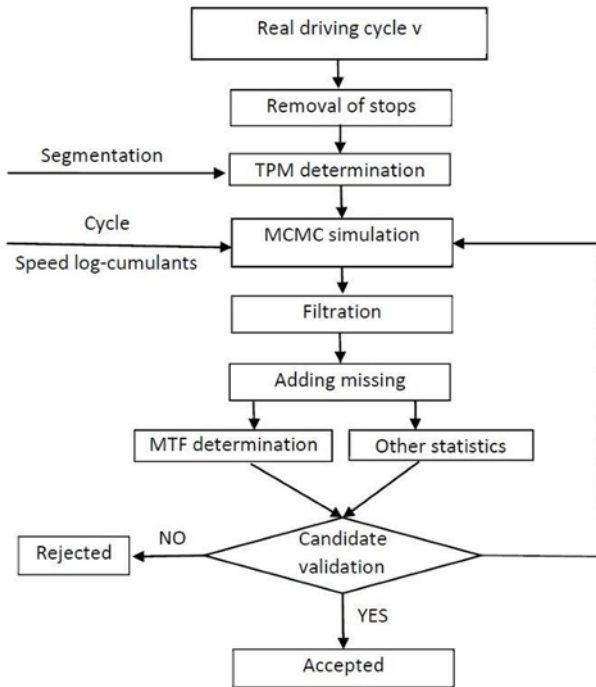 Real driving cycle v
Removal of stops
Segmentation
TPM determination
Cycle
MCMC simulation
Speed log-cumulants
Filtration
Adding missing
MTF determination
Other statistics
NO
Candidate
validation
Rejected
YES
Accepted